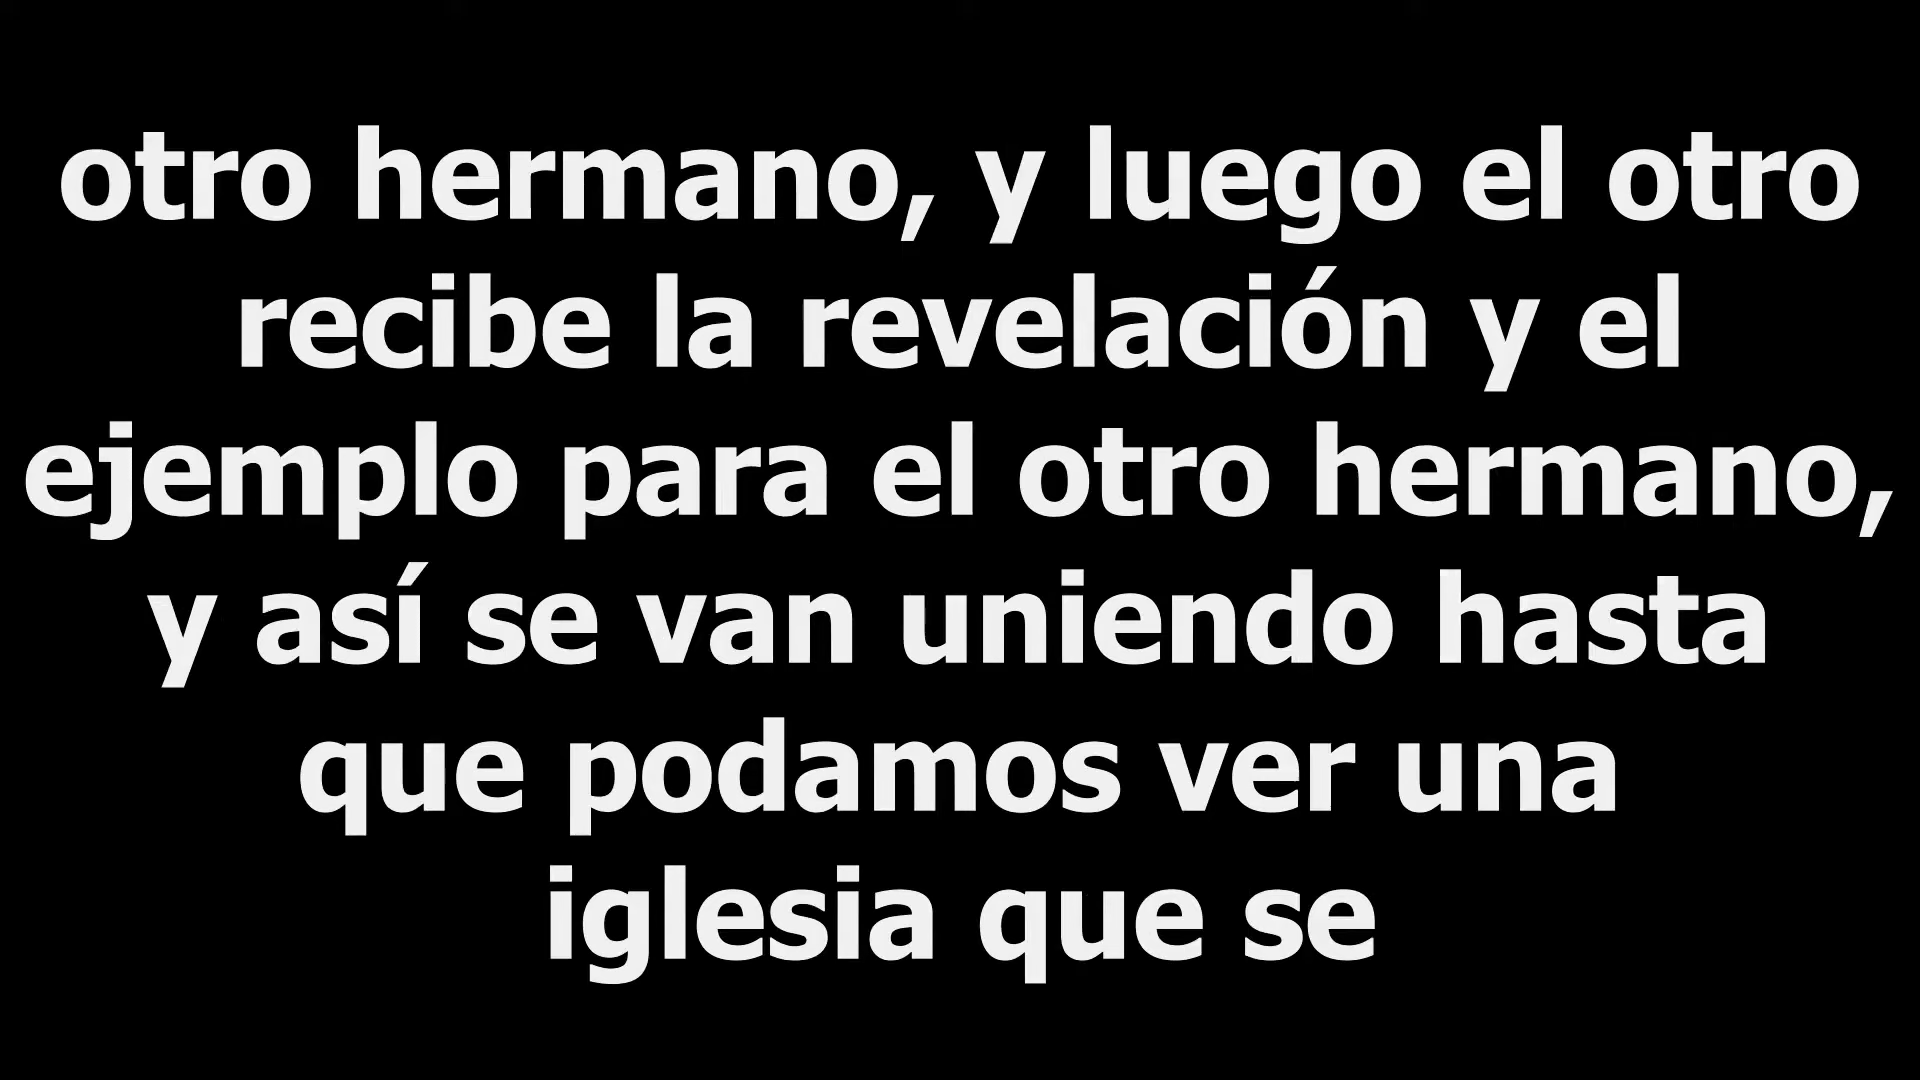 otro hermano, y luego el otro
recibe la revelación y el
ejemplo para el otro hermano,
y así se van uniendo hasta
que podamos ver una
iglesia que se